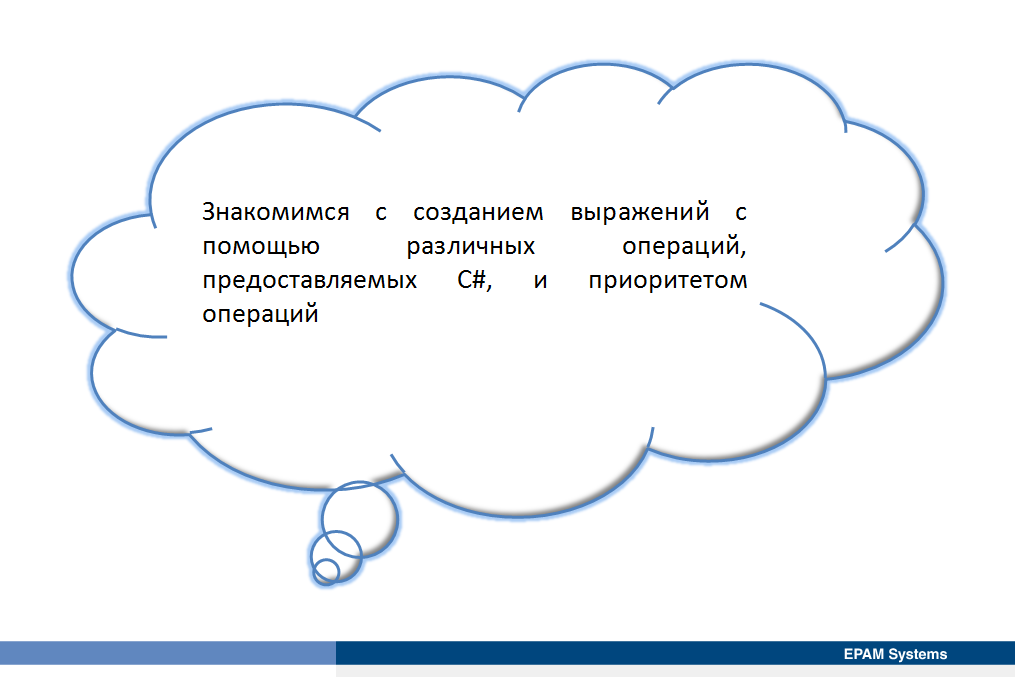 Знакомимся с созданием выражений с
помощью различных операций,
предоставляемых C#, и приоритетом
операций
EPAM Systems